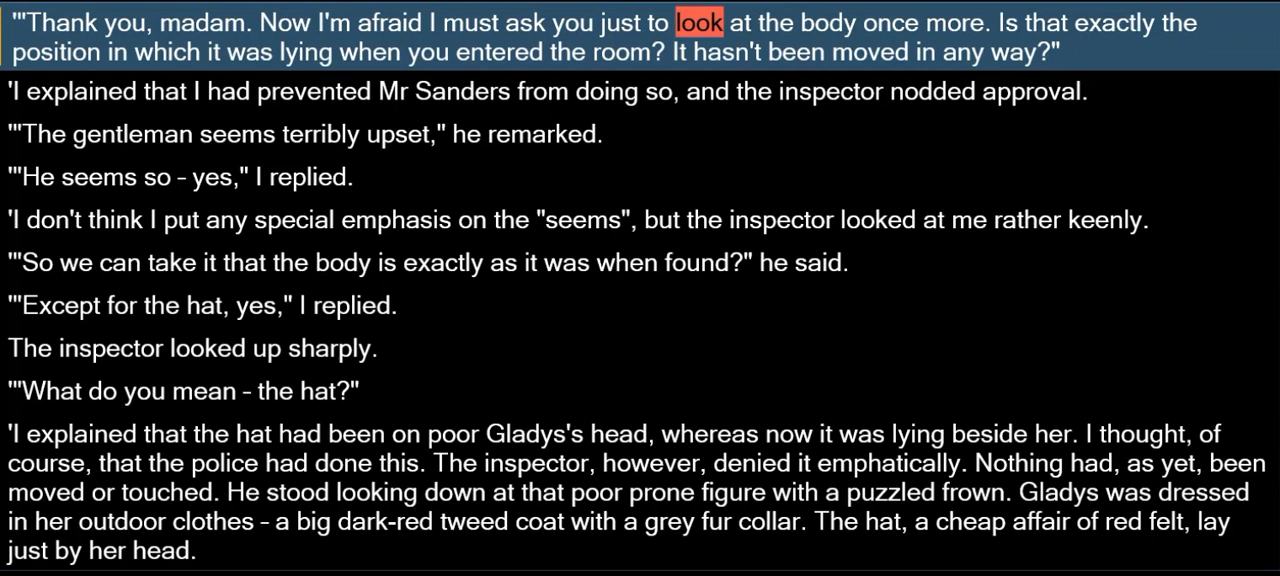 '"Thank you, madam. Now I'm afraid I must ask you just to look at the body once more. Is that exactly the
position in which it was lying when you entered the room? It hasn't been moved in any way?"
'I explained that I had prevented Mr Sanders from doing so, and the inspector nodded approval.
'"The gentleman seems terribly upset," he remarked.
'"He seems so – yes," I replied.
'I don't think I put any special emphasis on the "seems", but the inspector looked at me rather keenly.
'"So we can take it that the body is exactly as it was when found?" he said.
'"Except for the hat, yes," I replied.
The inspector looked up sharply.
'"What do you mean – the hat?"
'I explained that the hat had been on poor Gladys's head, whereas now it was lying beside her. I thought, of
course, that the police had done this. The inspector, however, denied it emphatically. Nothing had, as yet, been
moved or touched. He stood looking down at that poor prone figure with a puzzled frown. Gladys was dressed
in her outdoor clothes – a big dark-red tweed coat with a grey fur collar. The hat, a cheap affair of red felt, lay
just by her head.